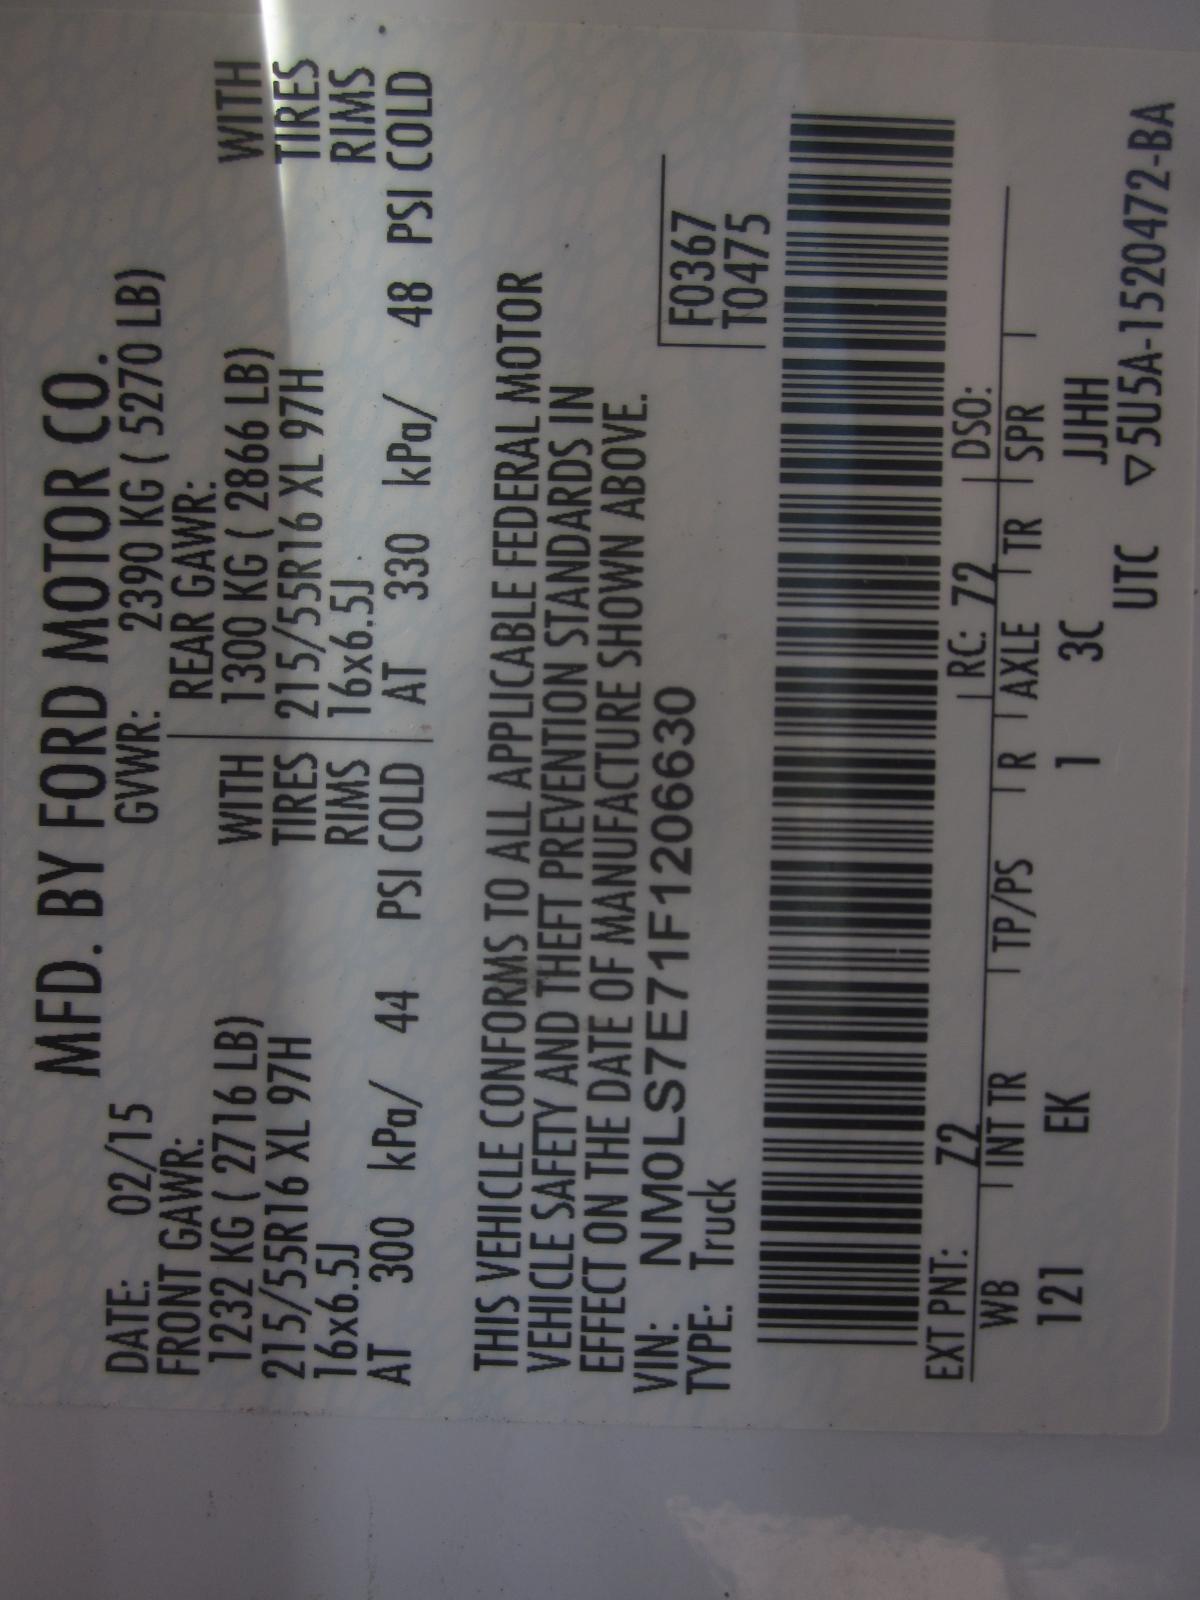 MFD. BY FORD MOTOR CO.
DATE: 02/15 GVWR: 2390 KG ( 5270 LB)
FRONT GAWR: REAR GAWR:
1232 KG ( 2716 LB) WITH 1300 KG ( 2866 LB) WITH
215/55R16 XL 97H TIRES 215/55R16 XL 97H TIRES
16x6.5J RIMS 16x6.5J RIMS
AT 300 kPa/ 44 PSI COLD AT 330 kPa/ 48 PSI COLD
THIS VEHICLE CONFORMS TO ALL APPLICABLE FEDERAL MOTOR
VEHICLE SAFETY AND THEFT PREVENTION STANDARDS IN
EFFECT ON THE DATE OF MANUFACTURE SHOWN ABOVE.
VIN: NM0LS7E71F1206630 F0367
TYPE: Truck T0475
EXT PNT: Z2 RC: 72 DSO:
WB INT TR TP/PS R AXLE TR SPR
121 EK 1 3C JJHH
UTC ▽5U5A-1520472-BA